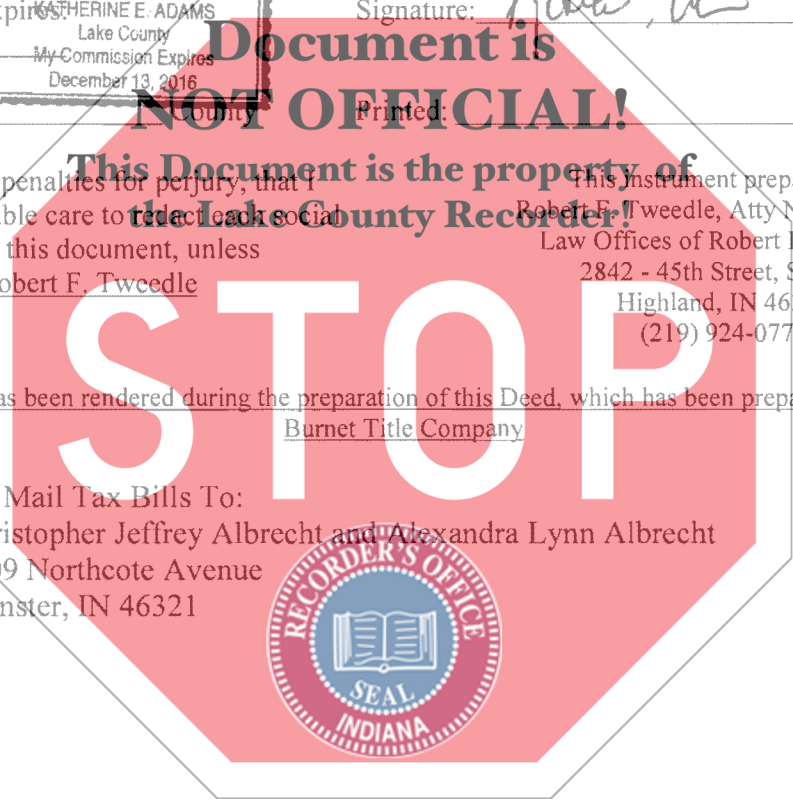 xpires:
KATHERINE E. ADAMS
Lake County
My Commission Expires
December 13, 2016
Signature:
Document is
County
Printed:
NOT OFFICIAL!
This Document is the property of
the Lake County Recorder!
penalties for perjury, that I
ble care to redact each social
this document, unless
obert F. Tweedle
This instrument prep
Robert F. Tweedle, Atty N
Law Offices of Robert
2842 - 45th Street, S
Highland, IN 46
(219) 924-077
STOP
as been rendered during the preparation of this Deed, which has been prepa
Burnet Title Company
Mail Tax Bills To:
ristopher Jeffrey Albrecht and Alexandra Lynn Albrecht
9 Northcote Avenue
nster, IN 46321
RECORDER'S OFFICE
SEAL
INDIANA